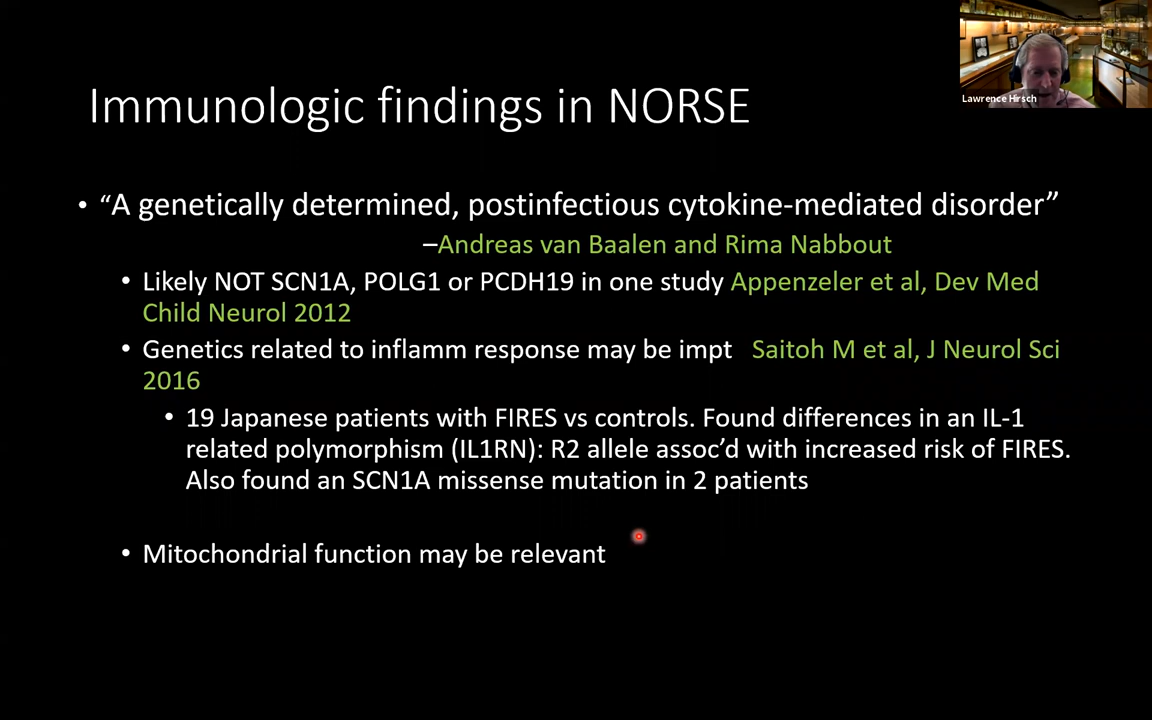 Lawrence Hirsch
Immunologic findings in NORSE
• “A genetically determined, postinfectious cytokine-mediated disorder”
–Andreas van Baalen and Rima Nabbout
• Likely NOT SCN1A, POLG1 or PCDH19 in one study Appenzeler et al, Dev Med
Child Neurol 2012
• Genetics related to inflamm response may be impt Saitoh M et al, J Neurol Sci
2016
• 19 Japanese patients with FIRES vs controls. Found differences in an IL-1
related polymorphism (IL1RN): R2 allele assoc’d with increased risk of FIRES.
Also found an SCN1A missense mutation in 2 patients
• Mitochondrial function may be relevant